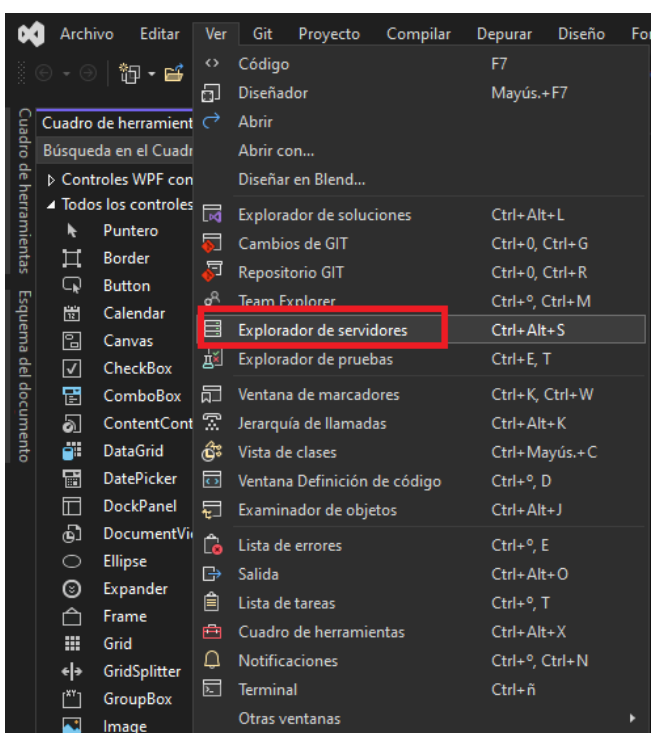 Archivo Editar Ver Git Proyecto Compilar Depurar Diseño
Código F7
Diseñador Mayús.+F7
Abrir
Abrir con...
Diseñar en Blend...
Explorador de soluciones Ctrl+Alt+L
Cambios de GIT Ctrl+0, Ctrl+G
Repositorio GIT Ctrl+0, Ctrl+R
Team Explorer Ctrl+º, Ctrl+M
Explorador de servidores Ctrl+Alt+S
Explorador de pruebas Ctrl+E, T
Ventana de marcadores Ctrl+K, Ctrl+W
Jerarquía de llamadas Ctrl+Alt+K
Vista de clases Ctrl+Mayús.+C
Ventana Definición de código Ctrl+º, D
Examinador de objetos Ctrl+Alt+J
Lista de errores Ctrl+º, E
Salida Ctrl+Alt+O
Lista de tareas Ctrl+º, T
Cuadro de herramientas Ctrl+Alt+X
Notificaciones Ctrl+º, Ctrl+N
Terminal Ctrl+ñ
Otras ventanas
Cuadro de herramientas
Esquema del documento
Cuadro de herramient
Búsqueda en el Cuadr
Controles WPF con
Todos los controles
Puntero
Border
Button
Calendar
Canvas
CheckBox
ComboBox
ContentCont
DataGrid
DatePicker
DockPanel
DocumentVi
Ellipse
Expander
Frame
Grid
GridSplitter
GroupBox
Image